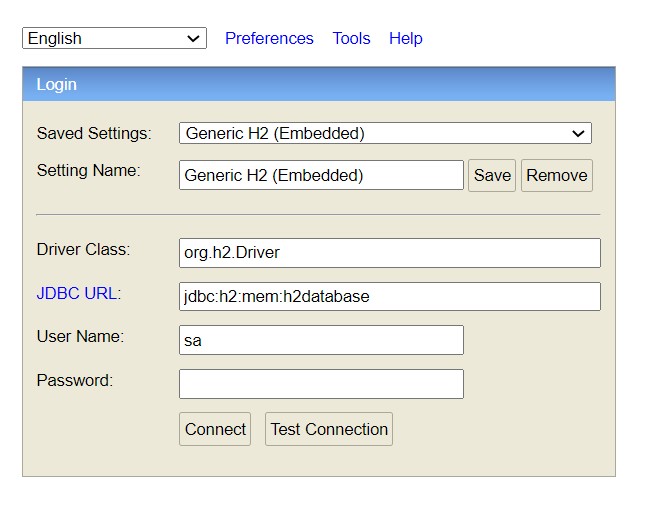 English Preferences Tools Help
Login
Saved Settings: Generic H2 (Embedded)
Setting Name: Generic H2 (Embedded) Save Remove
Driver Class: org.h2.Driver
JDBC URL: jdbc:h2:mem:h2database
User Name: sa
Password:
Connect Test Connection